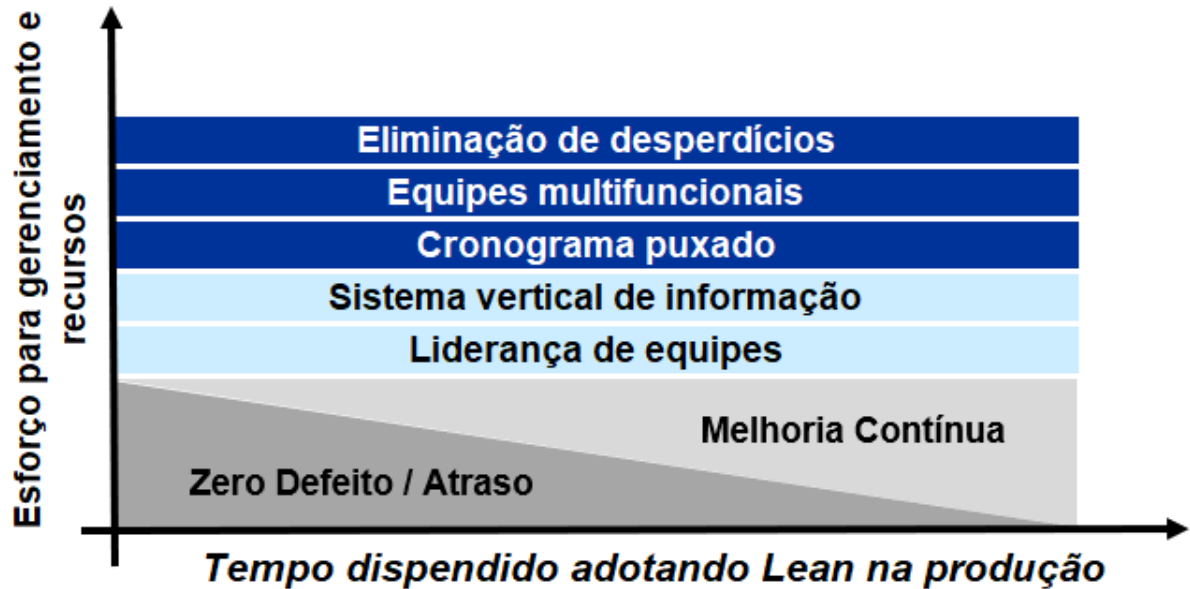 Esforço para gerenciamento e
recursos
Eliminação de desperdícios
Equipes multifuncionais
Cronograma puxado
Sistema vertical de informação
Liderança de equipes
Melhoria Contínua
Zero Defeito / Atraso
Tempo dispendido adotando Lean na produção